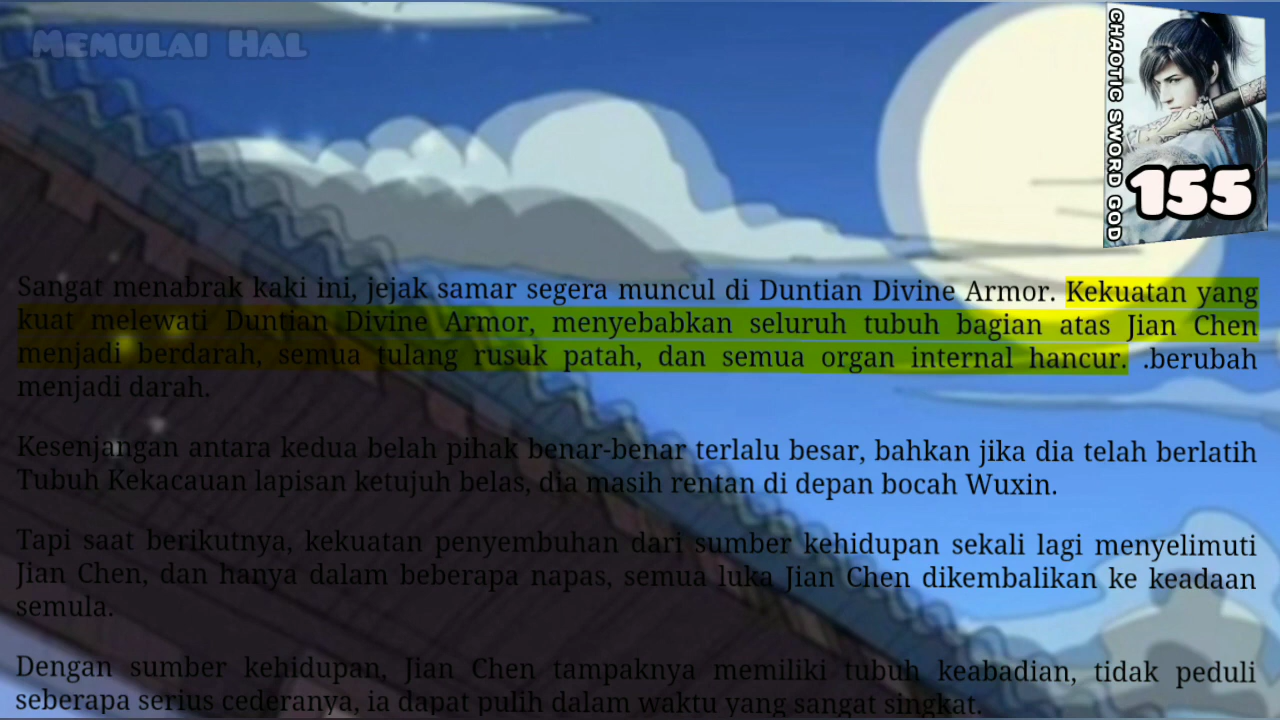 Memulai Hal
CHAOTIC SWORD GOD
155
Sangat menabrak kaki ini, jejak samar segera muncul di Duntian Divine Armor. Kekuatan yang
kuat melewati Duntian Divine Armor, menyebabkan seluruh tubuh bagian atas Jian Chen
menjadi berdarah, semua tulang rusuk patah, dan semua organ internal hancur. .berubah
menjadi darah.
Kesenjangan antara kedua belah pihak benar-benar terlalu besar, bahkan jika dia telah berlatih
Tubuh Kekacauan lapisan ketujuh belas, dia masih rentan di depan bocah Wuxin.
Tapi saat berikutnya, kekuatan penyembuhan dari sumber kehidupan sekali lagi menyelimuti
Jian Chen, dan hanya dalam beberapa napas, semua luka Jian Chen dikembalikan ke keadaan
semula.
Dengan sumber kehidupan, Jian Chen tampaknya memiliki tubuh keabadian, tidak peduli
seberapa serius cederanya, ia dapat pulih dalam waktu yang sangat singkat.